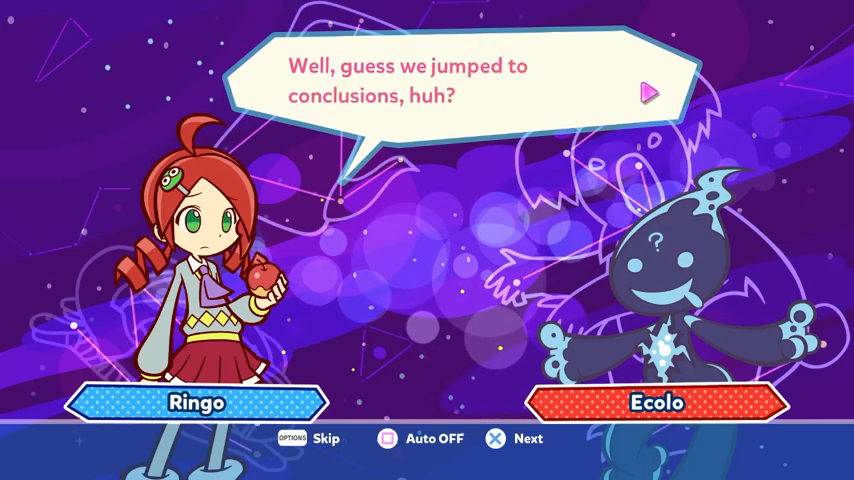 Well, guess we jumped to
conclusions, huh?
?
Ringo
Ecolo
OPTIONS Skip
Auto OFF
Next